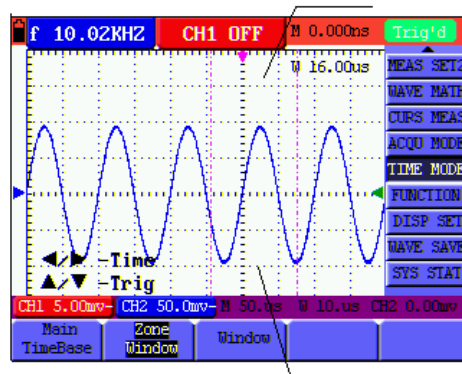 f 10.02KHZ CH1 OFF M 0.000ns Trig'd
W 16.00us
MEAS SET2
WAVE MATH
CURS MEAS
ACQU MODE
TIME MODE
FUNCTION
DISP SET
WAVE SAVE
SYS STAT
◀/▶ -Time
▲/▼ -Trig
CH1 5.00mv- CH2 50.0mv- M 50.us W 10.us CH2 0.00mv
Main TimeBase
Zone Window
Window